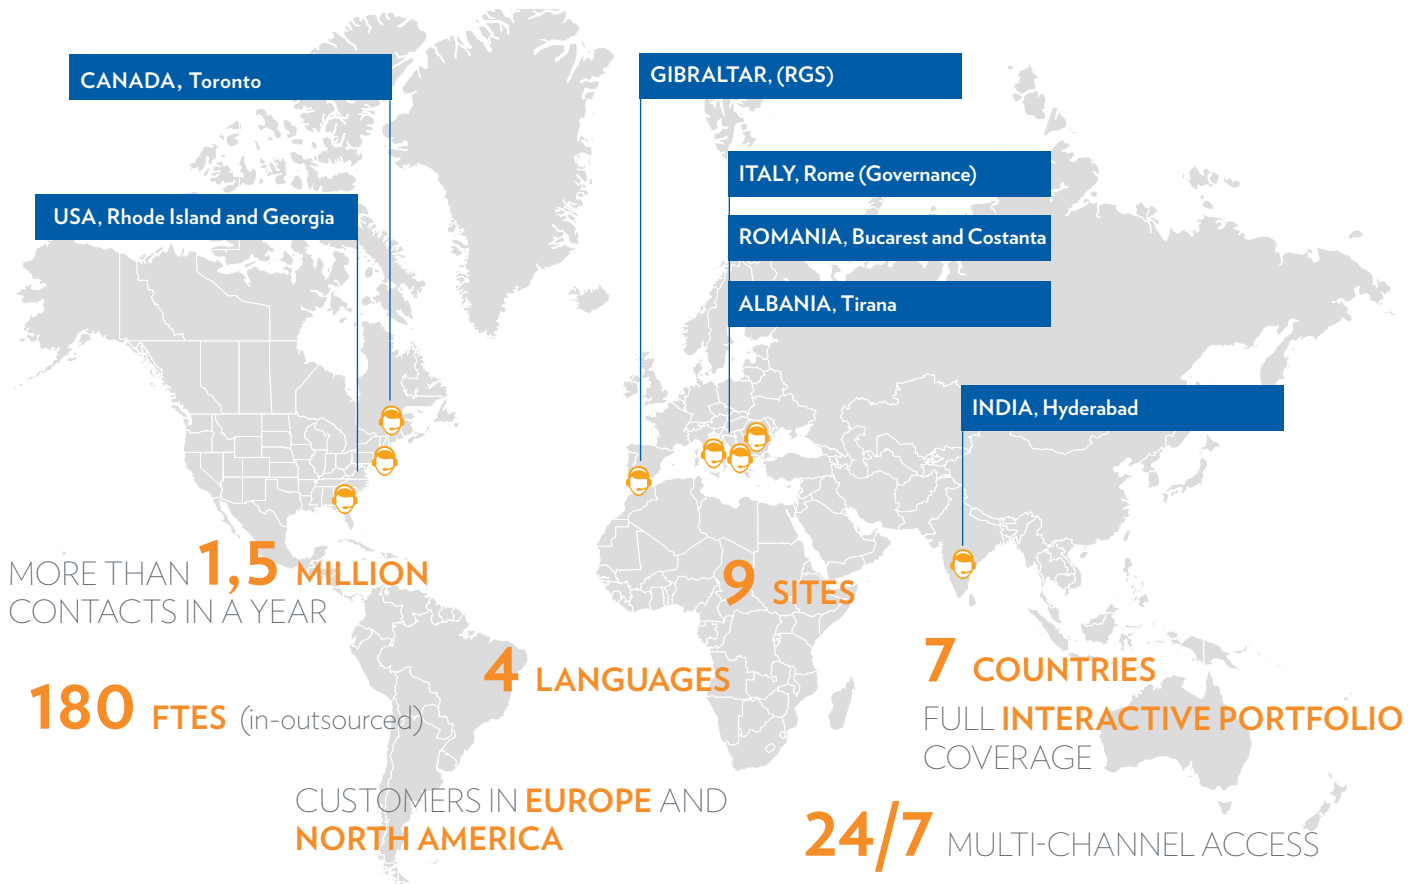 CANADA, Toronto
GIBRALTAR, (RGS)
ITALY, Rome (Governance)
USA, Rhode Island and Georgia
ROMANIA, Bucarest and Costanta
ALBANIA, Tirana
INDIA, Hyderabad
MORE THAN 1,5 MILLION
CONTACTS IN A YEAR
9 SITES
4 LANGUAGES
7 COUNTRIES
FULL INTERACTIVE PORTFOLIO
COVERAGE
180 FTES (in-outsourced)
CUSTOMERS IN EUROPE AND
NORTH AMERICA
24/7 MULTI-CHANNEL ACCESS